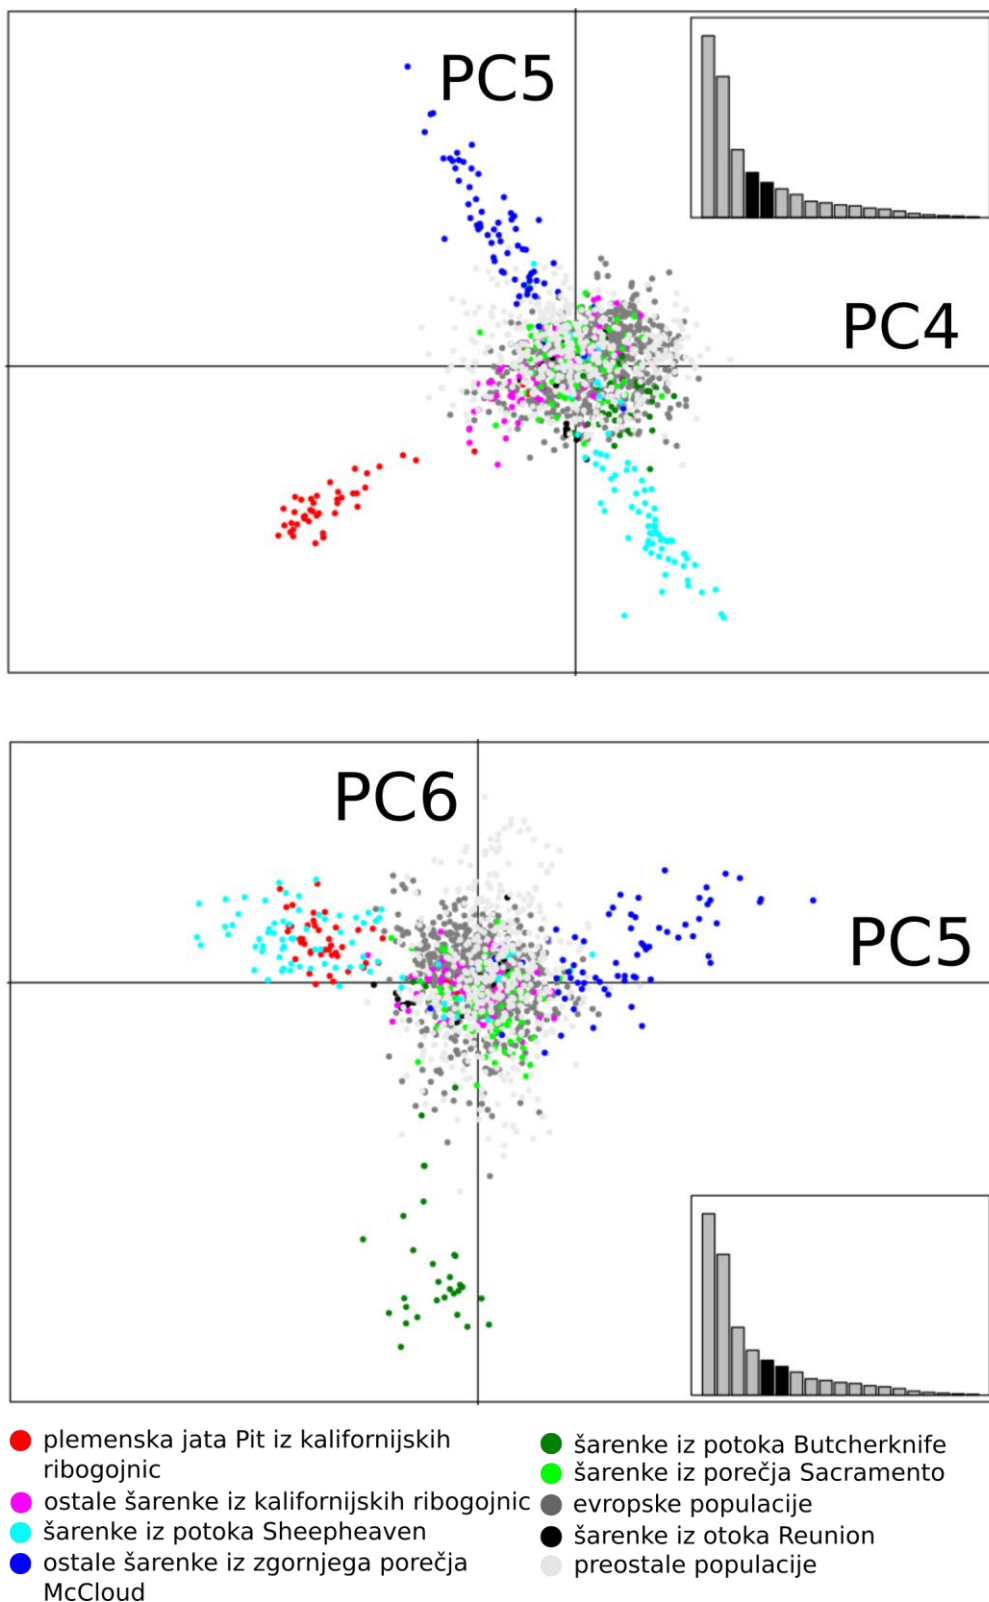 PC5
PC4
PC6
PC5
plemenska jata Pit iz kalifornijskih
ribogojnic
ostale šarenke iz kalifornijskih ribogojnic
šarenke iz potoka Sheepheaven
ostale šarenke iz zgornjega porečja
McCloud
šarenke iz potoka Butcherknife
šarenke iz porečja Sacramento
evropske populacije
šarenke iz otoka Reunion
preostale populacije